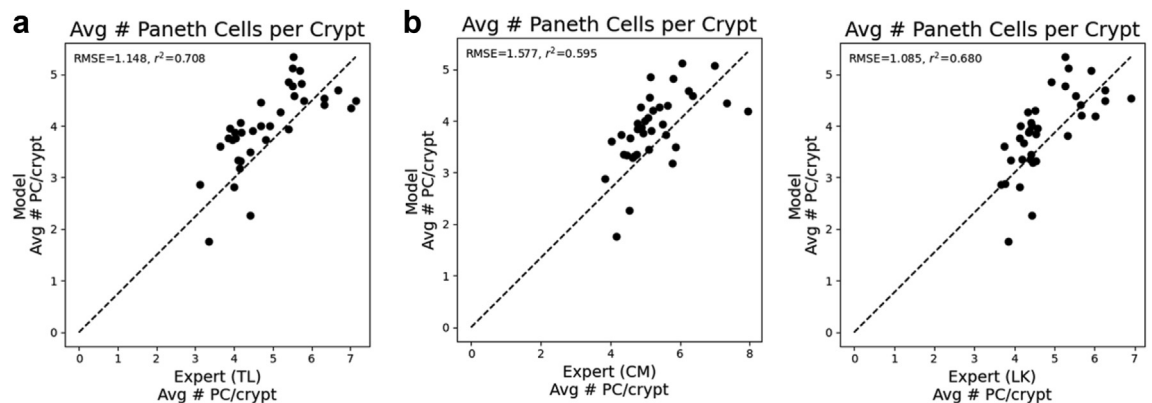 a
Avg # Paneth Cells per Crypt
RMSE=1.148, r²=0.708
5
4
3
2
1
0
Model
Avg # PC/crypt
0 1 2 3 4 5 6 7
Expert (TL)
Avg # PC/crypt
b
Avg # Paneth Cells per Crypt
RMSE=1.577, r²=0.595
5
4
3
2
1
0
Model
Avg # PC/crypt
0 2 4 6 8
Expert (CM)
Avg # PC/crypt
Avg # Paneth Cells per Crypt
RMSE=1.085, r²=0.680
5
4
3
2
1
0
Model
Avg # PC/crypt
0 1 2 3 4 5 6 7
Expert (LK)
Avg # PC/crypt